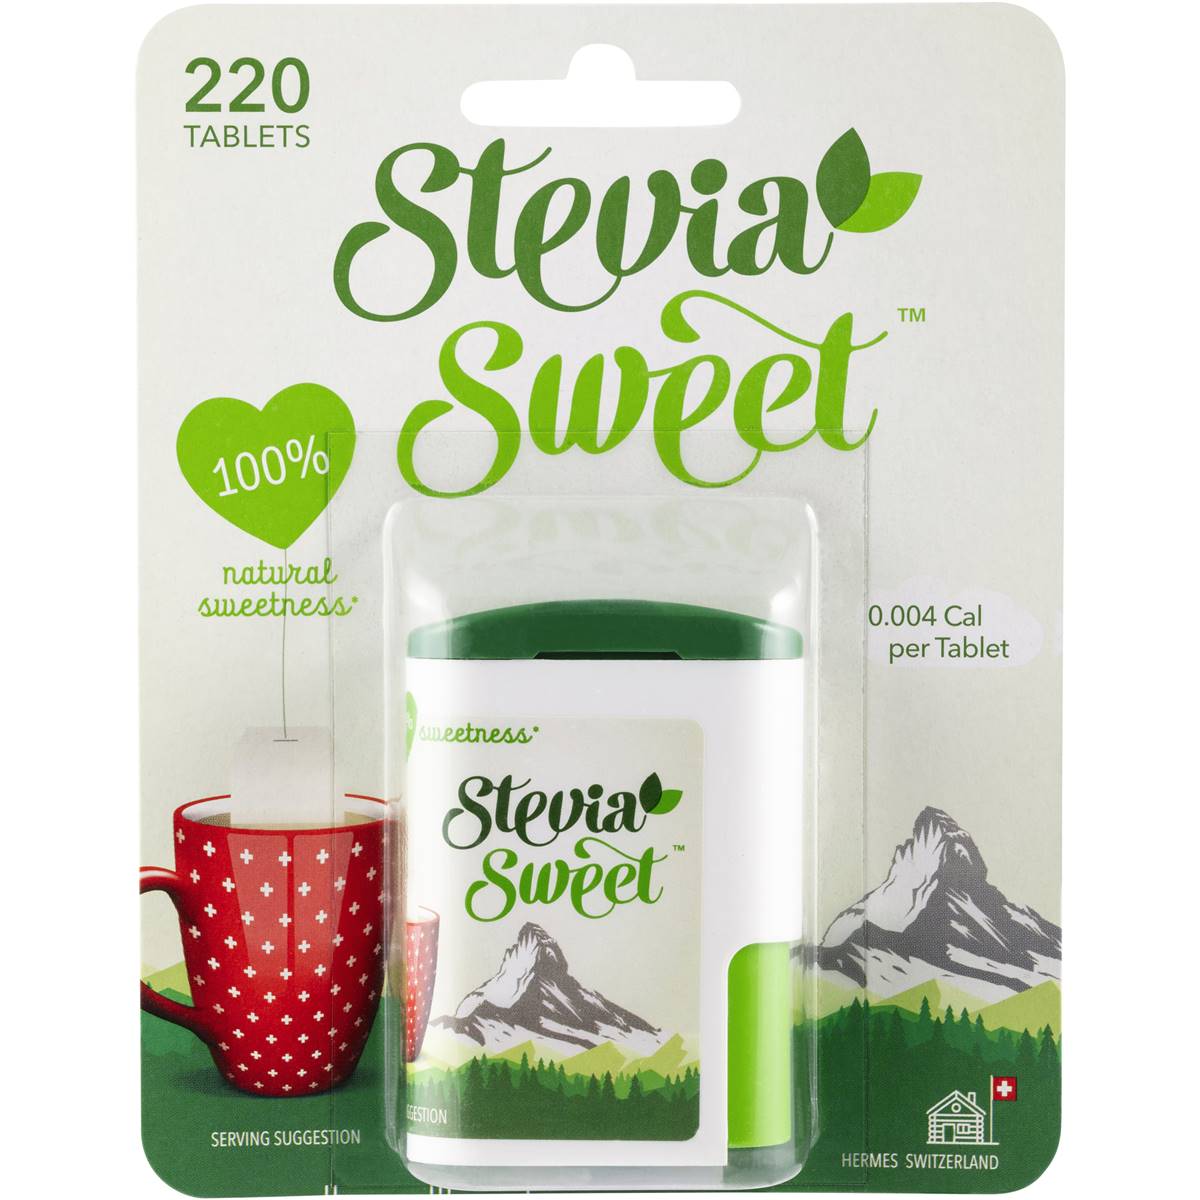 220
TABLETS
Stevia
Sweet™
100%
natural
sweetness*
0.004 Cal
per Tablet
sweetness*
Stevia
Sweet™
SERVING SUGGESTION
HERMES SWITZERLAND